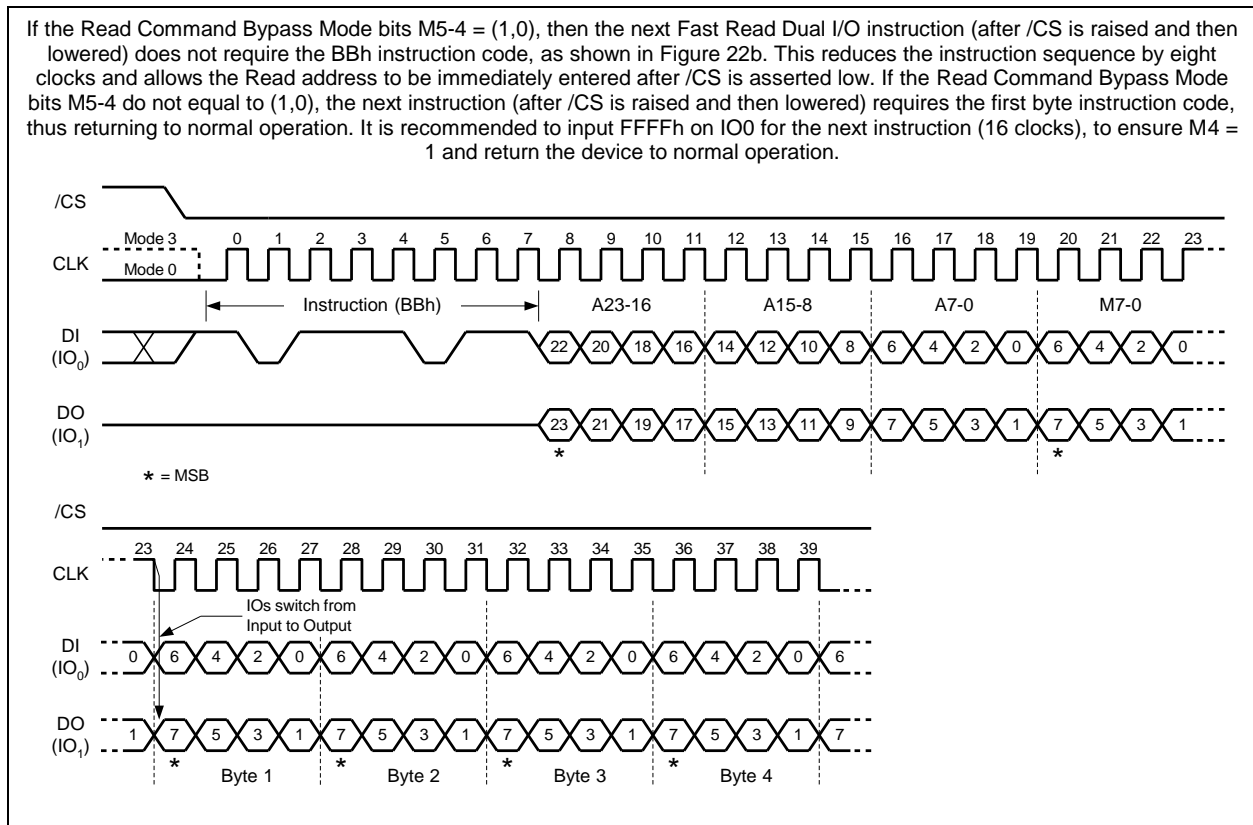 If the Read Command Bypass Mode bits M5-4 = (1,0), then the next Fast Read Dual I/O instruction (after /CS is raised and then
lowered) does not require the BBh instruction code, as shown in Figure 22b. This reduces the instruction sequence by eight
clocks and allows the Read address to be immediately entered after /CS is asserted low. If the Read Command Bypass Mode
bits M5-4 do not equal to (1,0), the next instruction (after /CS is raised and then lowered) requires the first byte instruction code,
thus returning to normal operation. It is recommended to input FFFFh on IO0 for the next instruction (16 clocks), to ensure M4 =
1 and return the device to normal operation.
/CS
Mode 3 0 1 2 3 4 5 6 7 8 9 10 11 12 13 14 15 16 17 18 19 20 21 22 23
CLK
Mode 0
Instruction (BBh) A23-16 A15-8 A7-0 M7-0
DI
(IO0)
22 20 18 16 14 12 10 8 6 4 2 0 6 4 2 0
DO
(IO1)
23 21 19 17 15 13 11 9 7 5 3 1 7 5 3 1
* *
* = MSB
/CS
23 24 25 26 27 28 29 30 31 32 33 34 35 36 37 38 39
CLK
IOs switch from
Input to Output
DI
(IO0)
0 6 4 2 0 6 4 2 0 6 4 2 0 6 4 2 0 6
DO
(IO1)
1 7 5 3 1 7 5 3 1 7 5 3 1 7 5 3 1 7
* * * *
Byte 1 Byte 2 Byte 3 Byte 4